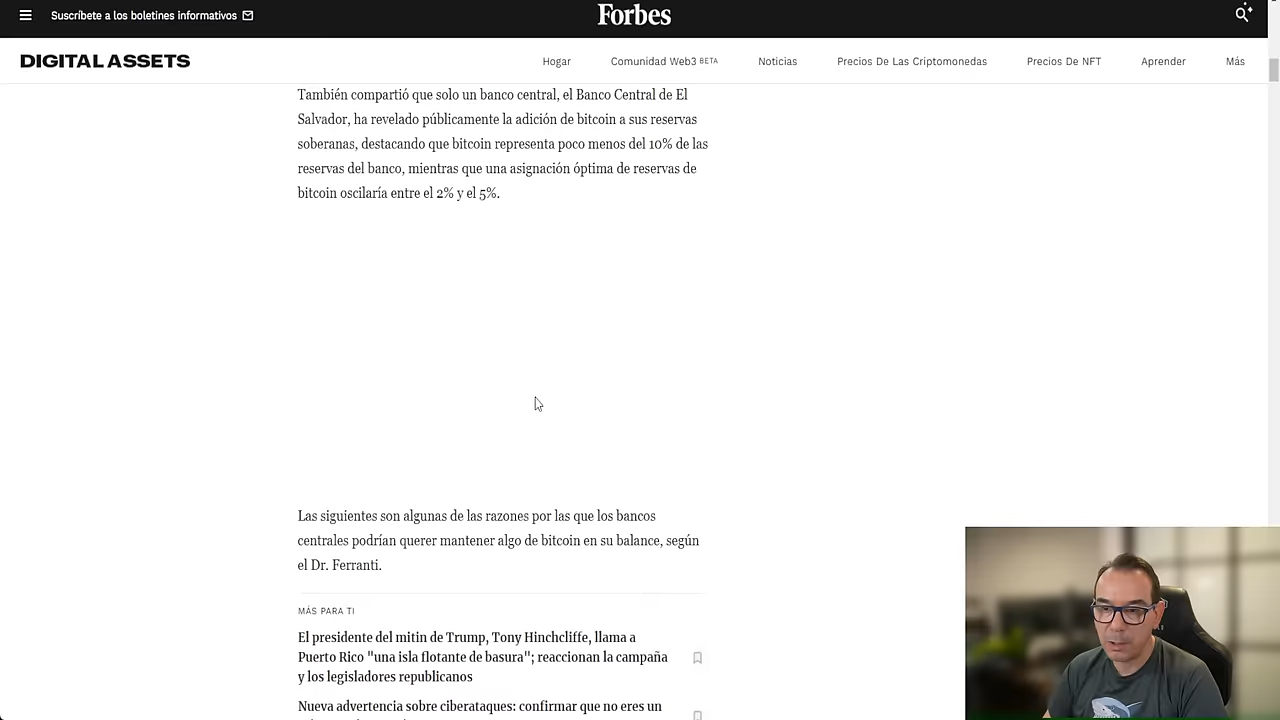 Suscríbete a los boletines informativos
Forbes
DIGITAL ASSETS
Hogar
Comunidad Web3 BETA
Noticias
Precios De Las Criptomonedas
Precios De NFT
Aprender
Más
También compartió que solo un banco central, el Banco Central de El
Salvador, ha revelado públicamente la adición de bitcoin a sus reservas
soberanas, destacando que bitcoin representa poco menos del 10% de las
reservas del banco, mientras que una asignación óptima de reservas de
bitcoin oscilaría entre el 2% y el 5%.
Las siguientes son algunas de las razones por las que los bancos
centrales podrían querer mantener algo de bitcoin en su balance, según
el Dr. Ferranti.
MÁS PARA TI
El presidente del mitin de Trump, Tony Hinchcliffe, llama a
Puerto Rico "una isla flotante de basura"; reaccionan la campaña
y los legisladores republicanos
Nueva advertencia sobre ciberataques: confirmar que no eres un